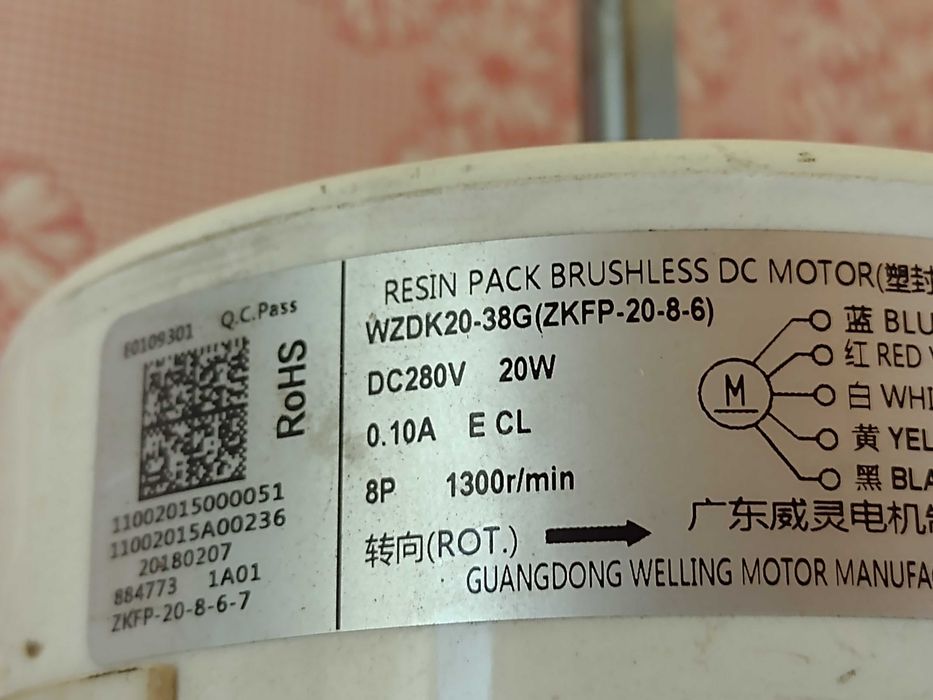 E0109301 Q.C.Pass
RoHS
11002015000051
11002015A00236
20180207
884773 1A01
ZKFP-20-8-6-7
RESIN PACK BRUSHLESS DC MOTOR(塑封
WZDK20-38G(ZKFP-20-8-6)
DC280V 20W
0.10A E CL
8P 1300r/min
转向(ROT.)
M
蓝 BLU
红 RED
白 WHI
黄 YEL
黑 BLA
广东威灵电机制
GUANGDONG WELLING MOTOR MANUFA